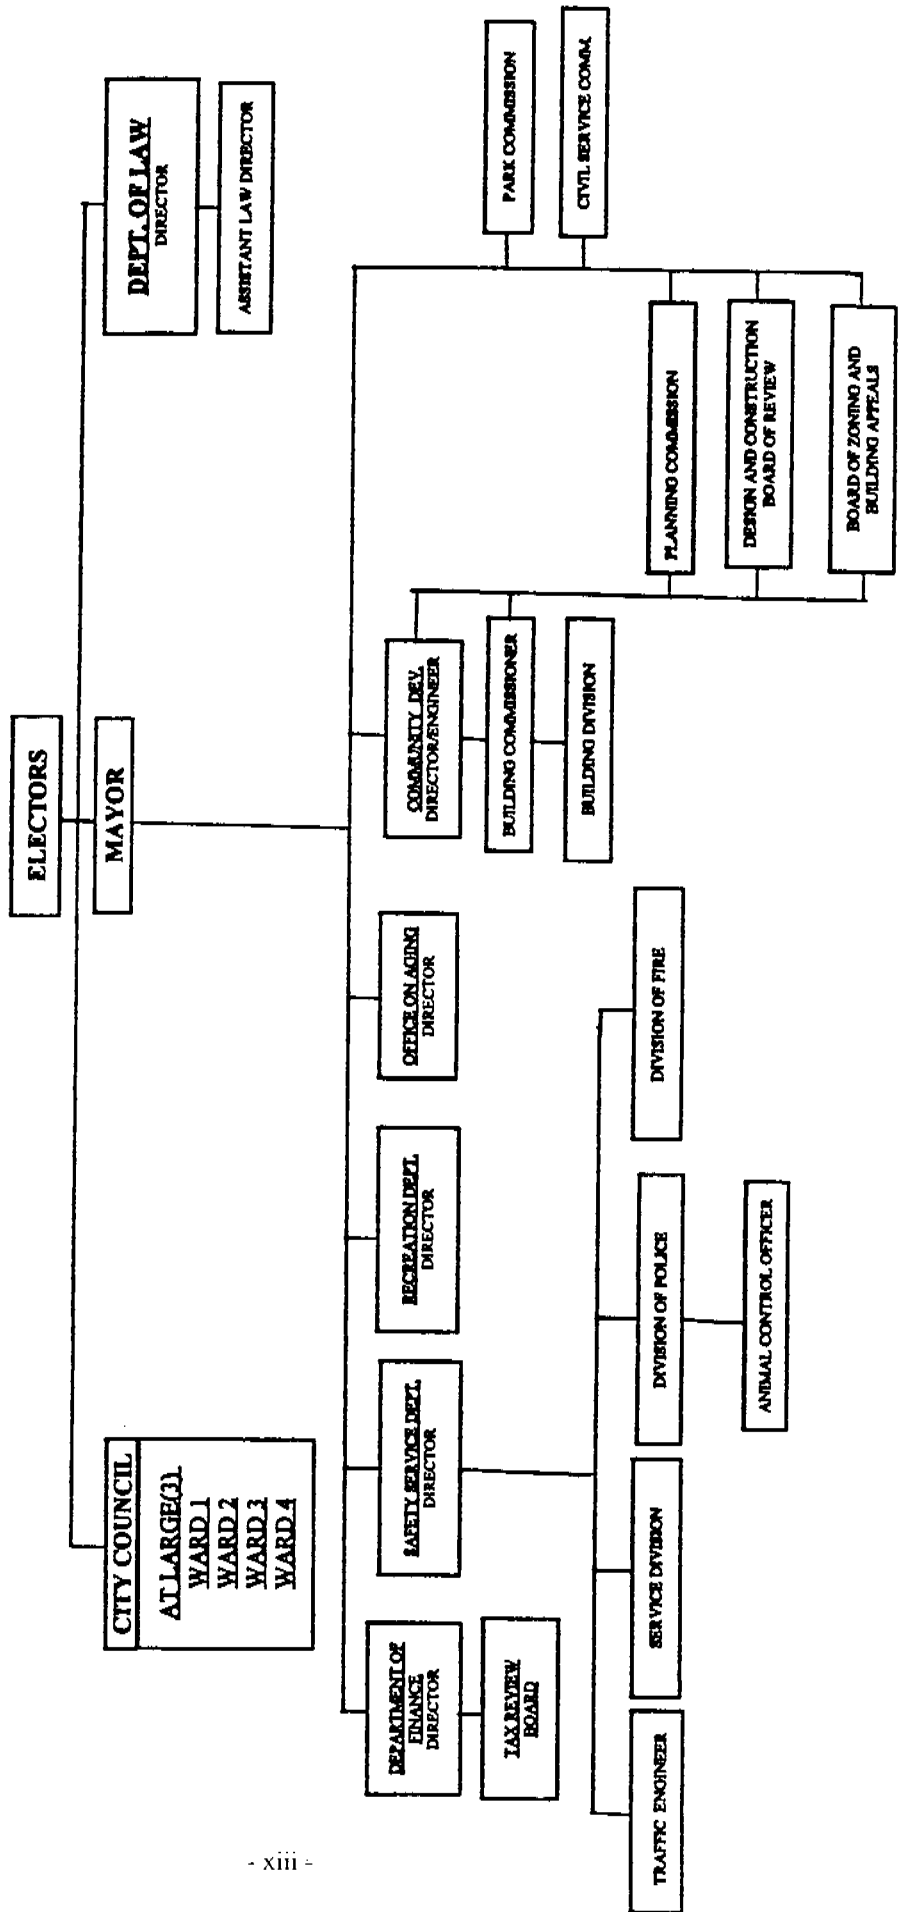 ELECTORS
MAYOR
CITY COUNCIL
AT LARGE(3)
WARD 1
WARD 2
WARD 3
WARD 4
DEPT. OF LAW
DIRECTOR
ASSISTANT LAW DIRECTOR
DEPARTMENT OF
FINANCE
DIRECTOR
TAX REVIEW
BOARD
SAFETY SERVICE DEPT.
DIRECTOR
RECREATION DEPT.
DIRECTOR
OFFICE ON AGING
DIRECTOR
COMMUNITY DEV.
DIRECTOR/ENGINEER
BUILDING COMMISSIONER
BUILDING DIVISION
PARK COMMISSION
CIVIL SERVICE COMM.
PLANNING COMMISSION
DESIGN AND CONSTRUCTION
BOARD OF REVIEW
BOARD OF ZONING AND
BUILDING APPEALS
TRAFFIC ENGINEER
SERVICE DIVISION
DIVISION OF POLICE
DIVISION OF FIRE
ANIMAL CONTROL OFFICER
- xiii -